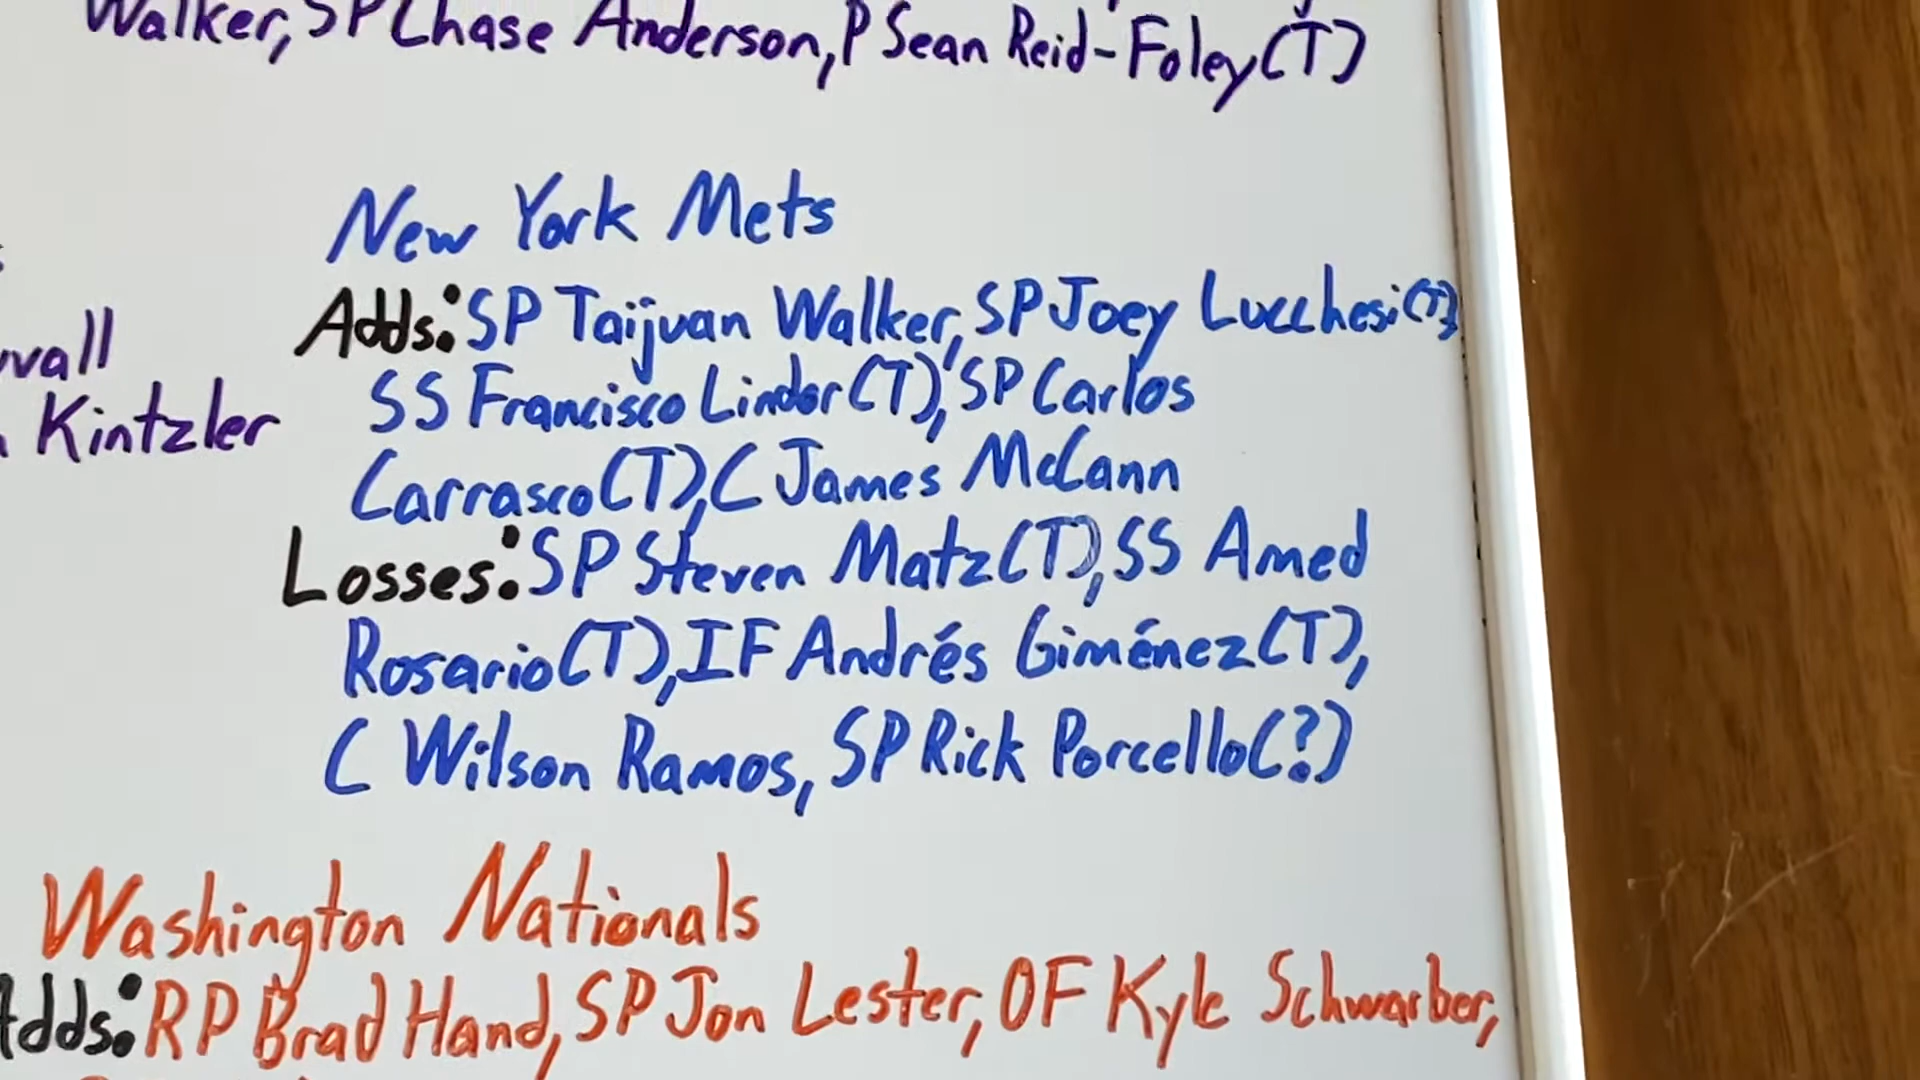 Walker, SP Chase Anderson, P Sean Reid-Foley(T)
New York Mets
Adds: SP Taijuan Walker, SP Joey Lucchesi(T),
SS Francisco Lindor(T), SP Carlos
Carrasco(T), C James McCann
Losses: SP Steven Matz(T), SS Amed
Rosario(T), IF Andrés Giménez(T),
C Wilson Ramos, SP Rick Porcello(?)
vall
Kintzler
Washington Nationals
Adds: RP Brad Hand, SP Jon Lester, OF Kyle Schwarber,